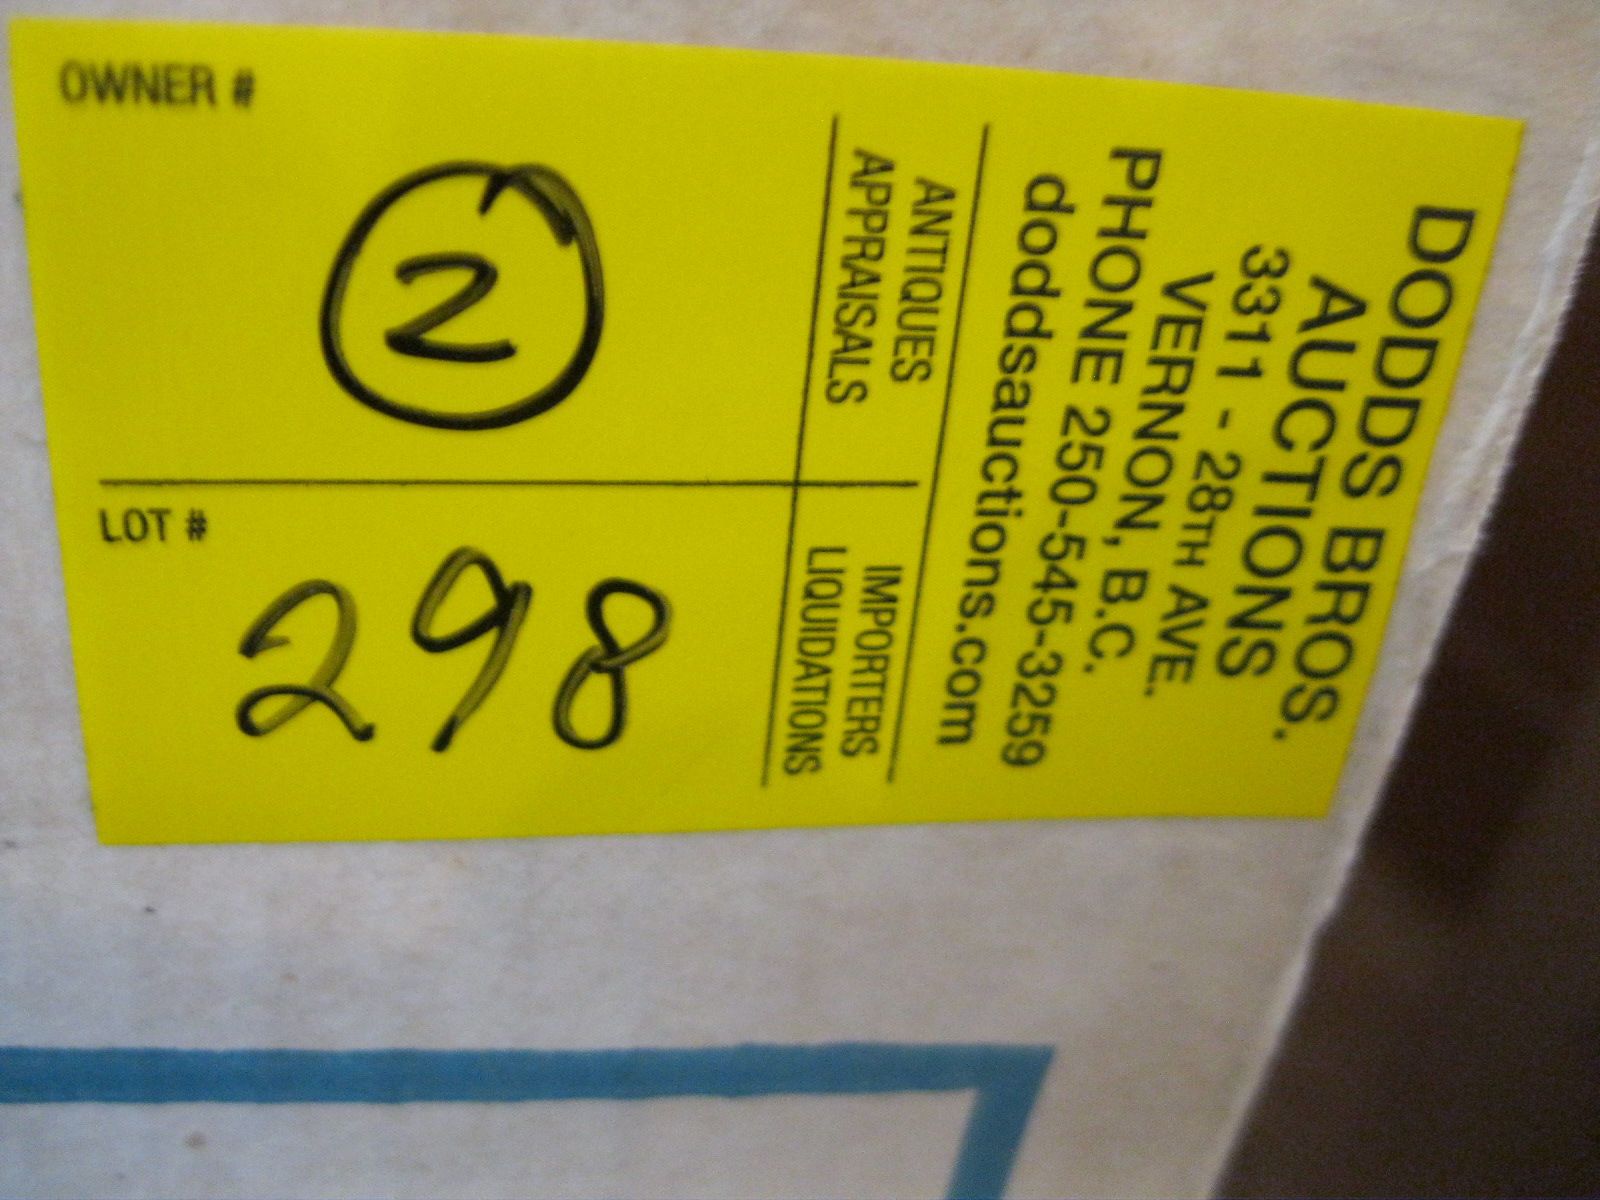 DODDS BROS.
AUCTIONS
3311 - 28TH AVE.
VERNON, B.C.
PHONE 250-545-3259
doddsauctions.com
ANTIQUES
APPRAISALS
IMPORTERS
LIQUIDATIONS
OWNER #
2
LOT #
298